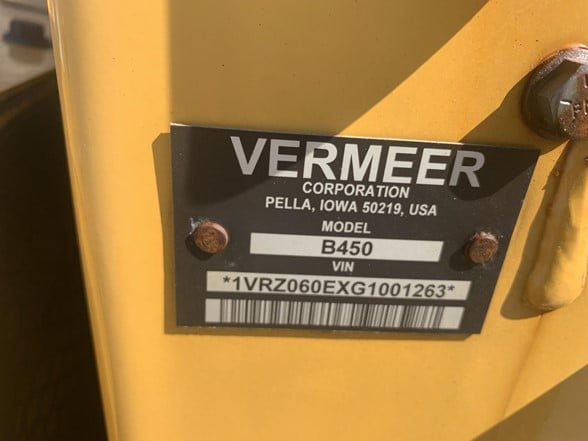 VERMEER
CORPORATION
PELLA, IOWA 50219, USA
MODEL
B450
VIN
*1VRZ060EXG1001263*